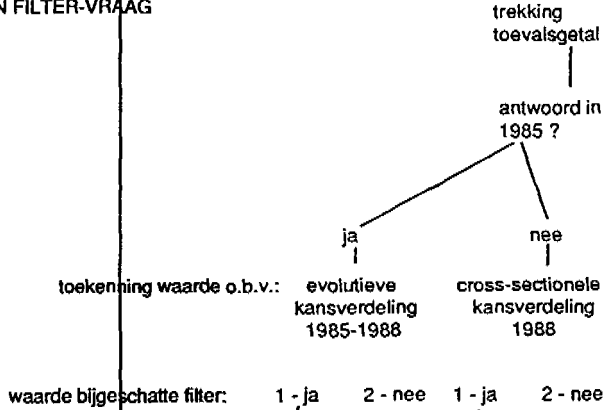 N FILTER-VRAAG
trekking
toevalsgetal
antwoord in
1985 ?
ja nee
toekenning waarde o.b.v.: evolutieve cross-sectionele
kansverdeling kansverdeling
1985-1988 1988
waarde bijgeschatte filter: 1 - ja 2 - nee 1 - ja 2 - nee